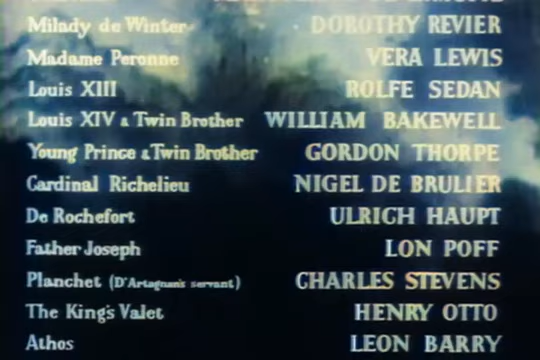 Milady de Winter DOROTHY REVIER
Madame Peronne VERA LEWIS
Louis XIII ROLFE SEDAN
Louis XIV & Twin Brother WILLIAM BAKEWELL
Young Prince & Twin Brother GORDON THORPE
Cardinal Richelieu NIGEL DE BRULIER
De Rochefort ULRICH HAUPT
Father Joseph LON POFF
Planchet (D'Artagnan's servant) CHARLES STEVENS
The King's Valet HENRY OTTO
Athos LEON BARRY